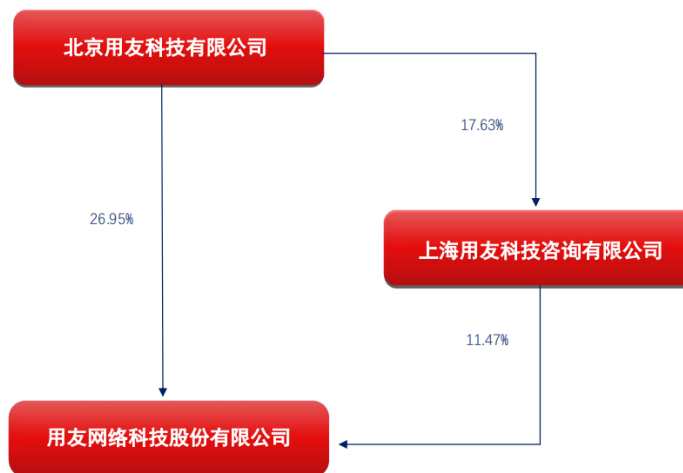 北京用友科技有限公司
17.63%
26.95%
上海用友科技咨询有限公司
11.47%
用友网络科技股份有限公司